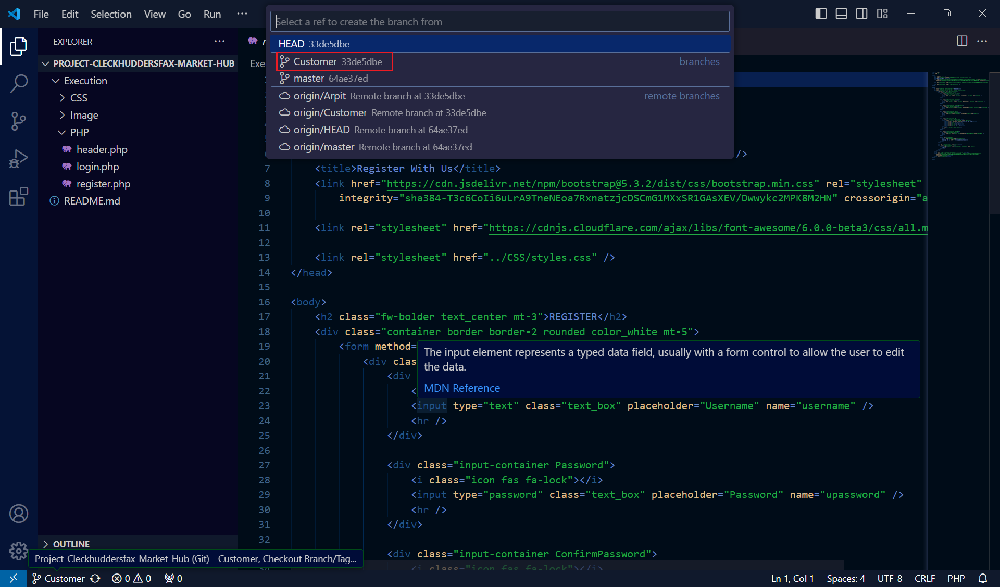 File Edit Selection View Go Run ···
Select a ref to create the branch from
HEAD 33de5dbe
Customer 33de5dbe branches
master 64ae37ed
origin/Arpit Remote branch at 33de5dbe remote branches
origin/Customer Remote branch at 33de5dbe
origin/HEAD Remote branch at 64ae37ed
origin/master Remote branch at 64ae37ed
EXPLORER ···
PROJECT-CLECKHUDDERSFAX-MARKET-HUB
Execution
CSS
Image
PHP
header.php
login.php
register.php
README.md
OUTLINE
Exe
/>
7 <title>Register With Us</title>
8 <link href="https://cdn.jsdelivr.net/npm/bootstrap@5.3.2/dist/css/bootstrap.min.css" rel="stylesheet"
9 integrity="sha384-T3c6CoIi6uLrA9TneNEoa7RxnatzjcDSCmG1MXxSR1GAsXEV/Dwwykc2MPK8M2HN" crossorigin="a
10
11 <link rel="stylesheet" href="https://cdnjs.cloudflare.com/ajax/libs/font-awesome/6.0.0-beta3/css/all.m
12
13 <link rel="stylesheet" href="../CSS/styles.css" />
14 </head>
15
16 <body>
17 <h2 class="fw-bolder text_center mt-3">REGISTER</h2>
18 <div class="container border border-2 rounded color_white mt-5">
19 <form method=
20 <div clas
21 <div
22 <
The input element represents a typed data field, usually with a form control to allow the user to edit
the data.
MDN Reference
23 <input type="text" class="text_box" placeholder="Username" name="username" />
24 <hr />
25 </div>
26
27 <div class="input-container Password">
28 <i class="icon fas fa-lock"></i>
29 <input type="password" class="text_box" placeholder="Password" name="upassword" />
30 <hr />
31 </div>
32
<div class="input-container ConfirmPassword">
<i class="icon fas fa-lock"></i>
Project-Cleckhuddersfax-Market-Hub (Git) - Customer, Checkout Branch/Tag...
Customer 0 0 0 Ln 1, Col 1 Spaces: 4 UTF-8 CRLF PHP